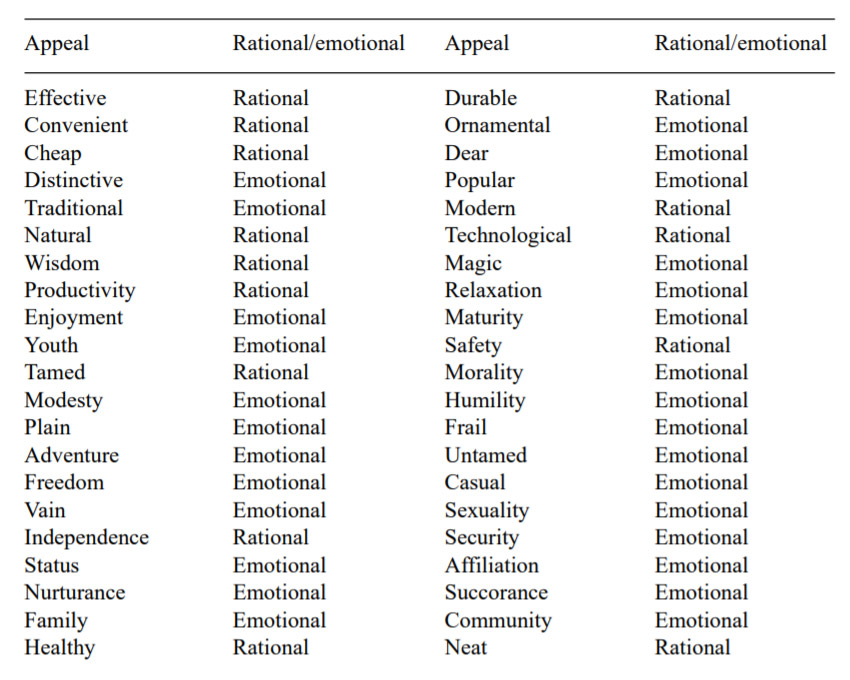 Appeal Rational/emotional Appeal Rational/emotional
Effective Rational Durable Rational
Convenient Rational Ornamental Emotional
Cheap Rational Dear Emotional
Distinctive Emotional Popular Emotional
Traditional Emotional Modern Rational
Natural Rational Technological Rational
Wisdom Rational Magic Emotional
Productivity Rational Relaxation Emotional
Enjoyment Emotional Maturity Emotional
Youth Emotional Safety Rational
Tamed Rational Morality Emotional
Modesty Emotional Humility Emotional
Plain Emotional Frail Emotional
Adventure Emotional Untamed Emotional
Freedom Emotional Casual Emotional
Vain Emotional Sexuality Emotional
Independence Rational Security Emotional
Status Emotional Affiliation Emotional
Nurturance Emotional Succorance Emotional
Family Emotional Community Emotional
Healthy Rational Neat Rational